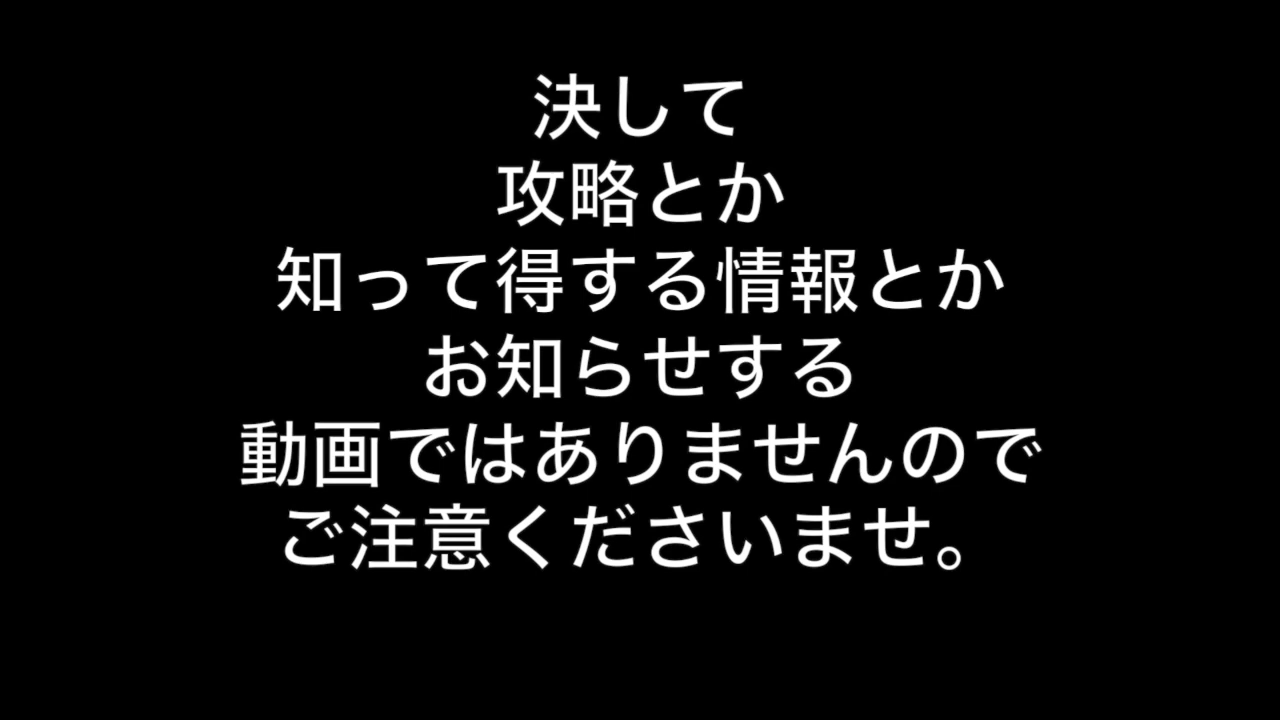 決して
攻略とか
知って得する情報とか
お知らせする
動画ではありませんので
ご注意くださいませ。